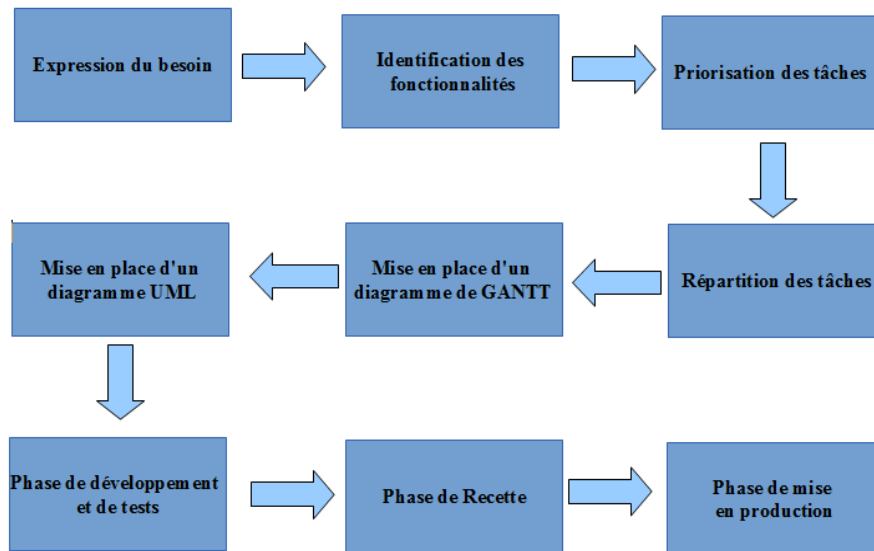 Expression du besoin
Identification des
fonctionnalités
Priorisation des tâches
Répartition des tâches
Mise en place d'un
diagramme de GANTT
Mise en place d'un
diagramme UML
Phase de développement
et de tests
Phase de Recette
Phase de mise
en production